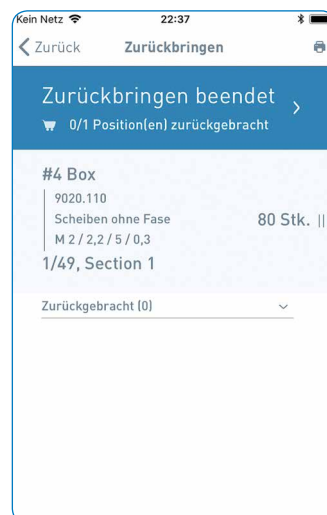 Kein Netz 22:37
Zurück Zurückbringen
Zurückbringen beendet
0/1 Position(en) zurückgebracht
#4 Box
9020.110
Scheiben ohne Fase
80 Stk.
M 2 / 2,2 / 5 / 0,3
1/49, Section 1
Zurückgebracht (0)